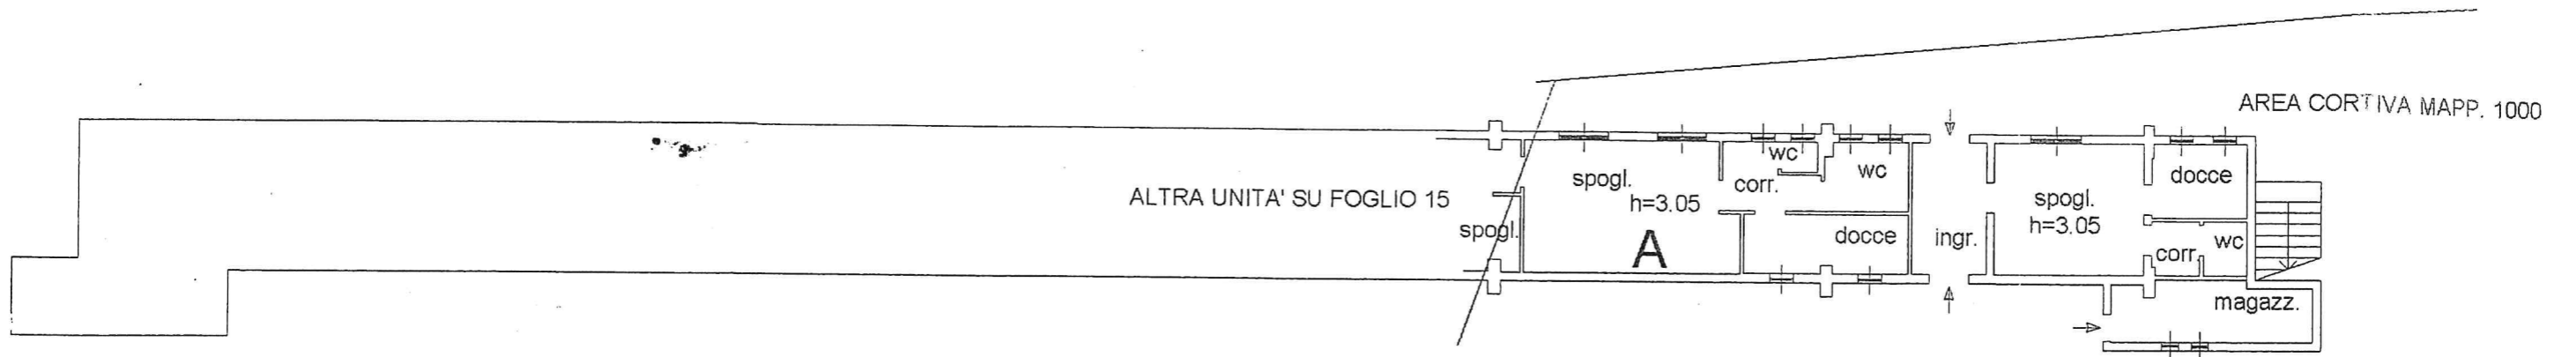 AREA CORTIVA MAPP. 1000
ALTRA UNITA' SU FOGLIO 15
spogl.
spogl.
h=3.05
A
corr.
wc
wc
docce
ingr.
spogl.
h=3.05
docce
corr.
wc
magazz.